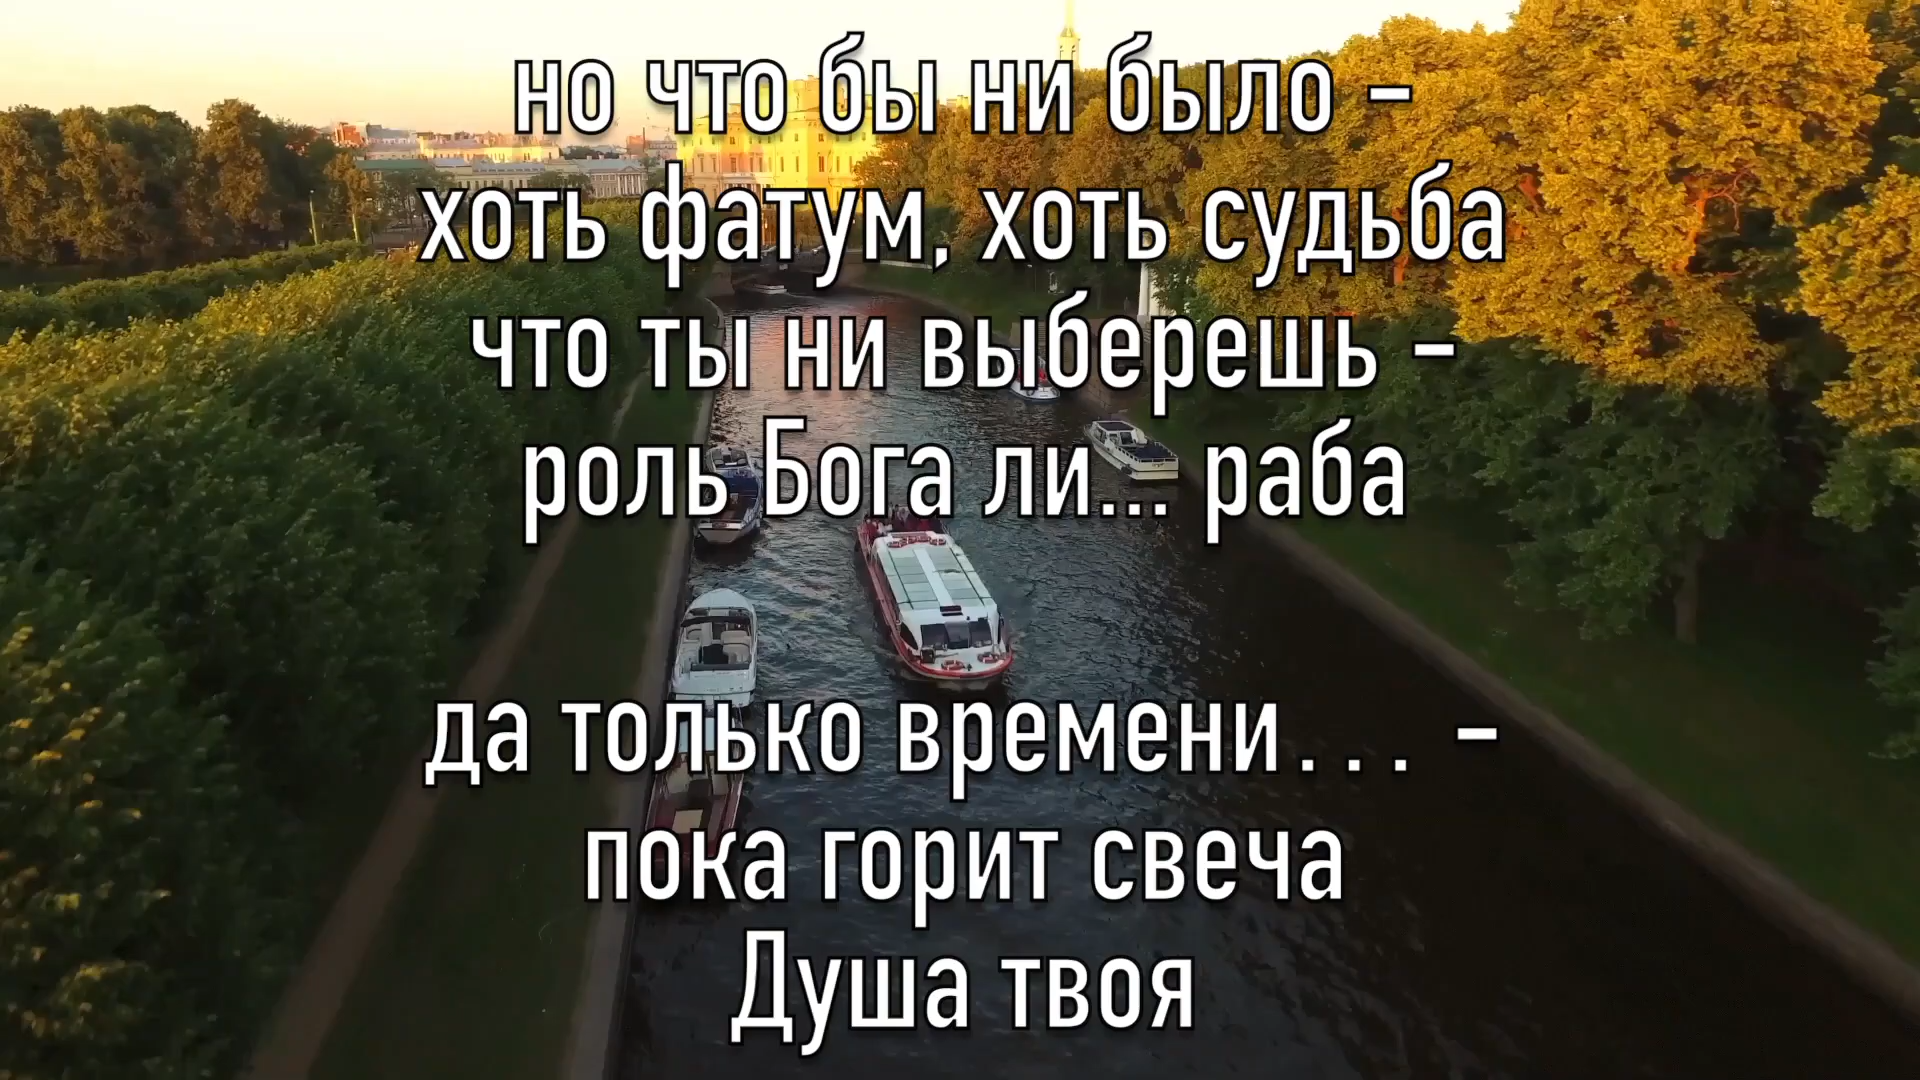 но что бы ни было –
хоть фатум, хоть судьба
что ты ни выберешь –
роль Бога ли... раба
да только времени... –
пока горит свеча
Душа твоя